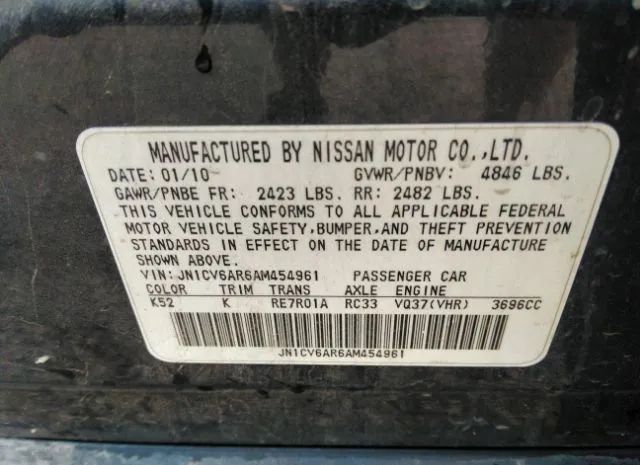 MANUFACTURED BY NISSAN MOTOR CO.,LTD.
DATE: 01/10 GVWR/PNBV: 4846 LBS.
GAWR/PNBE FR: 2423 LBS. RR: 2482 LBS.
THIS VEHICLE CONFORMS TO ALL APPLICABLE FEDERAL
MOTOR VEHICLE SAFETY,BUMPER,AND THEFT PREVENTION
STANDARDS IN EFFECT ON THE DATE OF MANUFACTURE
SHOWN ABOVE.
VIN:JN1CV6AR6AM454961 PASSENGER CAR
COLOR TRIM TRANS AXLE ENGINE
K52 K RE7R01A RC33 VQ37(VHR) 3696CC
JN1CV6AR6AM454961